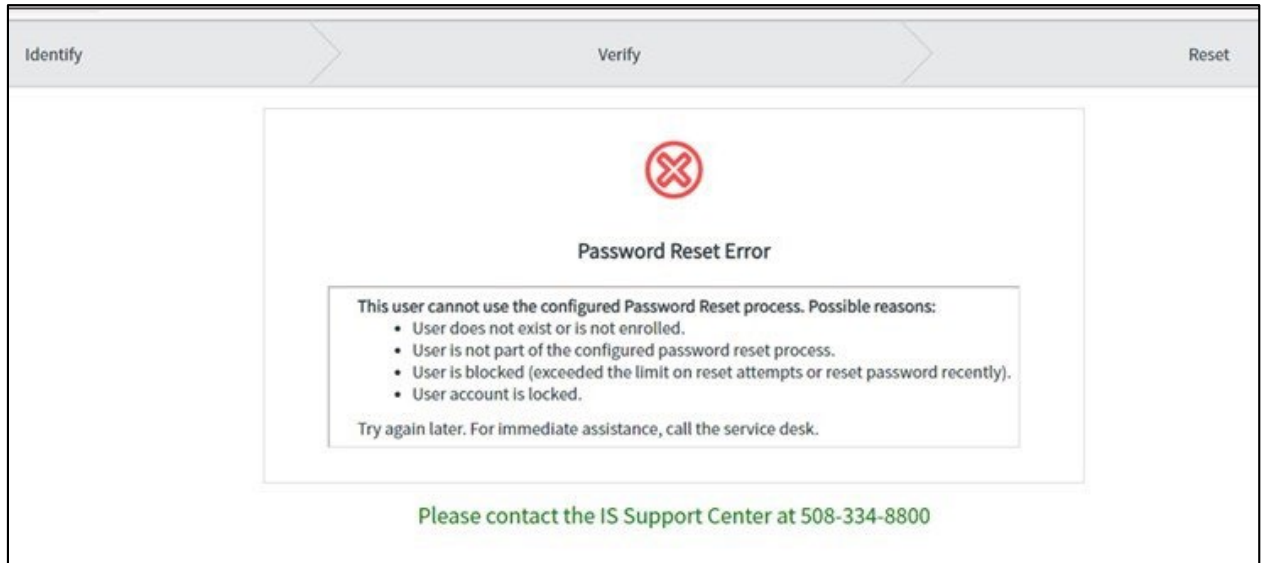 Identify
Verify
Reset
Password Reset Error
This user cannot use the configured Password Reset process. Possible reasons:
• User does not exist or is not enrolled.
• User is not part of the configured password reset process.
• User is blocked (exceeded the limit on reset attempts or reset password recently).
• User account is locked.
Try again later. For immediate assistance, call the service desk.
Please contact the IS Support Center at 508-334-8800